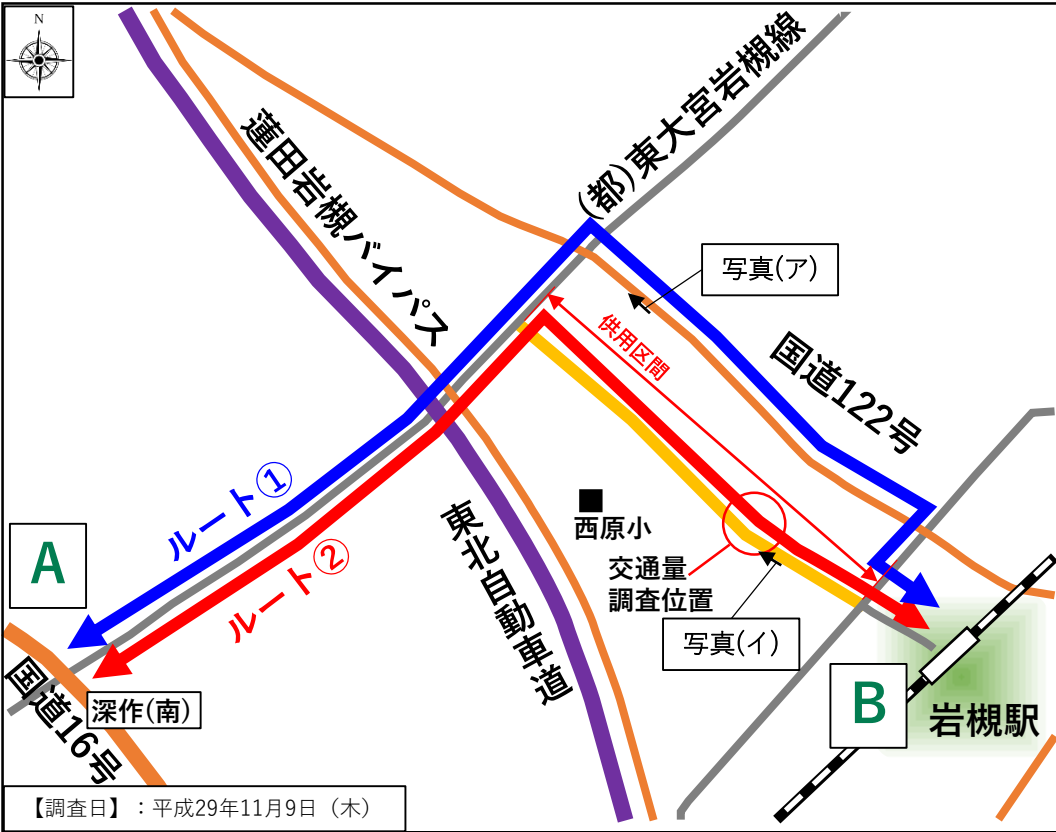 N
(都)東大宮岩槻線
蓮田岩槻バイパス
写真(ア)
供用区間
国道122号
ルート①
A
西原小
ルート②
東北自動車道
交通量
調査位置
写真(イ)
国道16号
深作(南)
B
岩槻駅
【調査日】：平成29年11月9日（木）